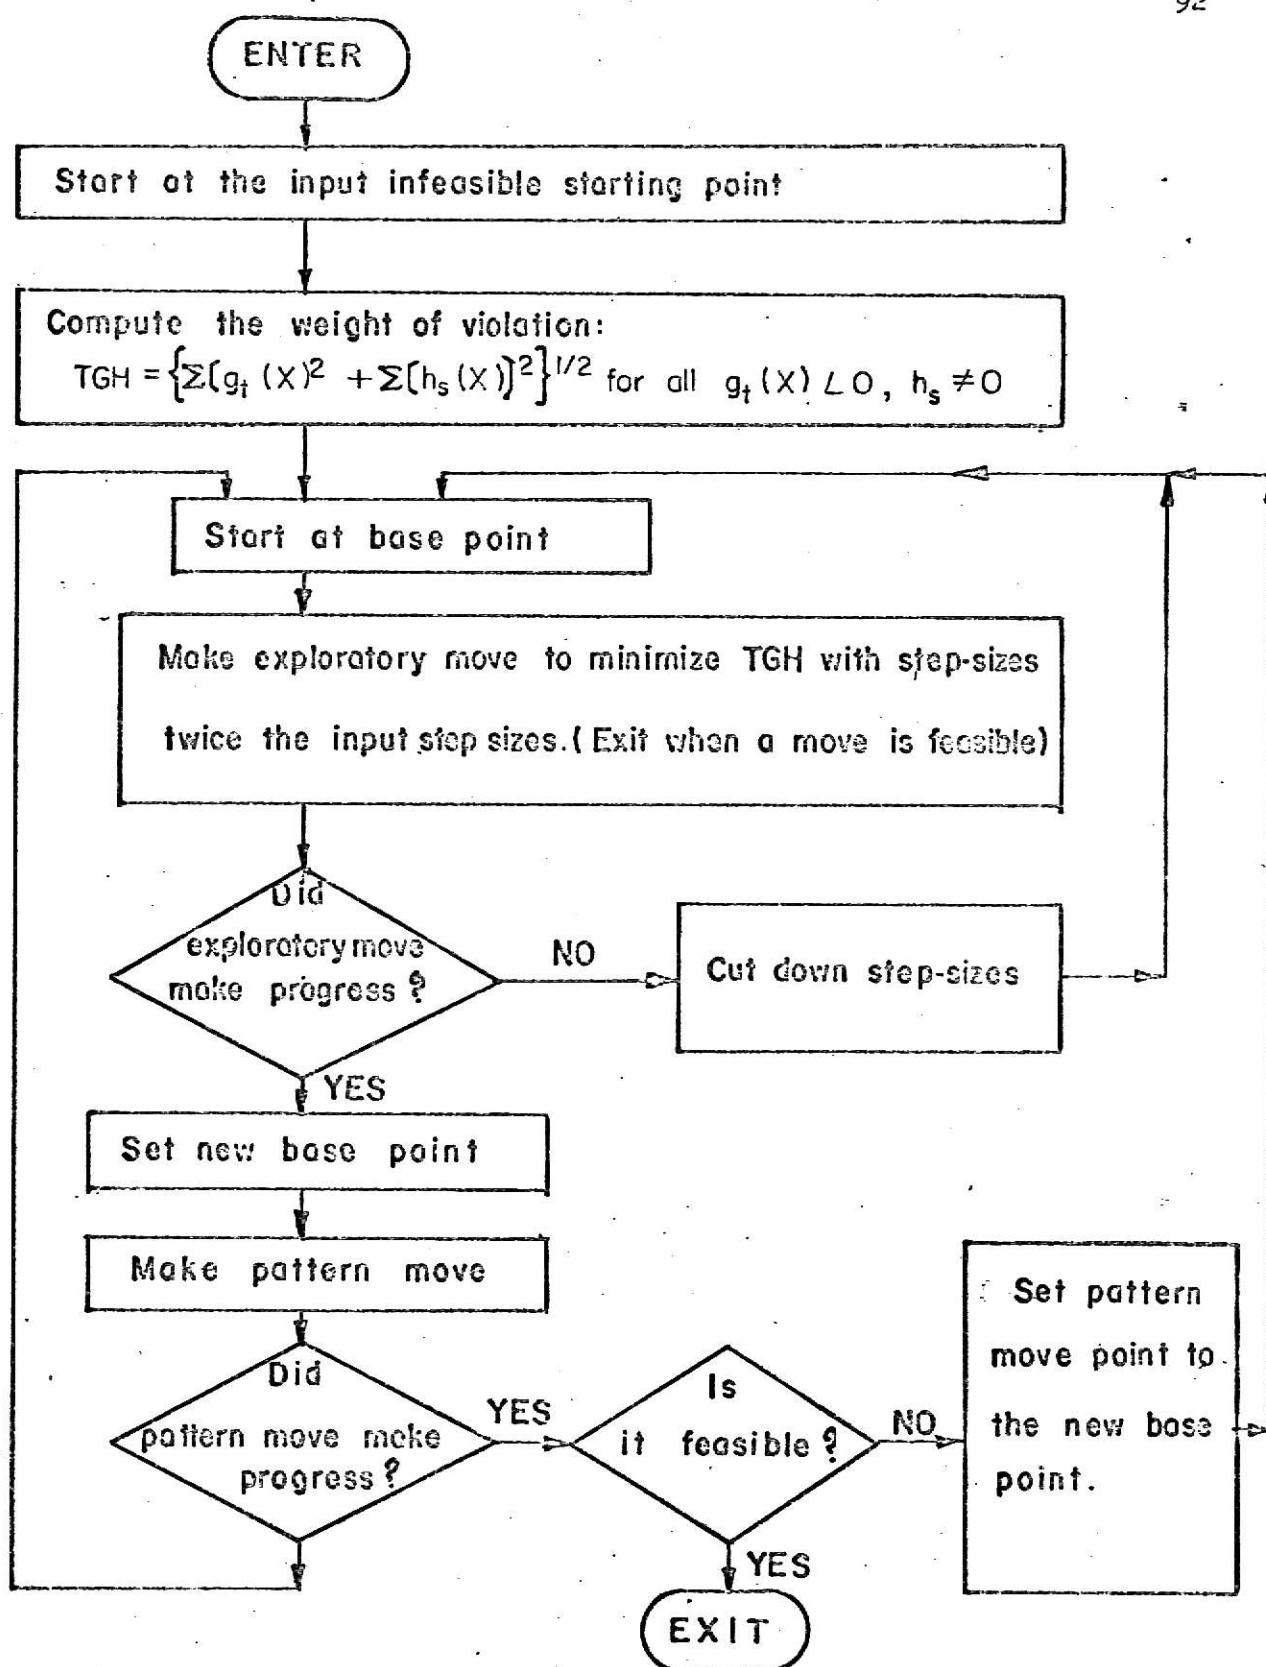 92
ENTER
Start at the input infeasible starting point
Compute the weight of violation:
TGH = {Σ[g_t (X)² + Σ[h_s (X)]²}^1/2 for all g_t (X) ∠ 0, h_s ≠ 0
Start at base point
Make exploratory move to minimize TGH with step-sizes
twice the input step sizes. (Exit when a move is feasible)
Did
exploratory move
make progress ?
NO
Cut down step-sizes
YES
Set new base point
Make pattern move
Did
pattern move make
progress ?
YES
Is
it feasible ?
NO
Set pattern
move point to
the new base
point.
YES
EXIT